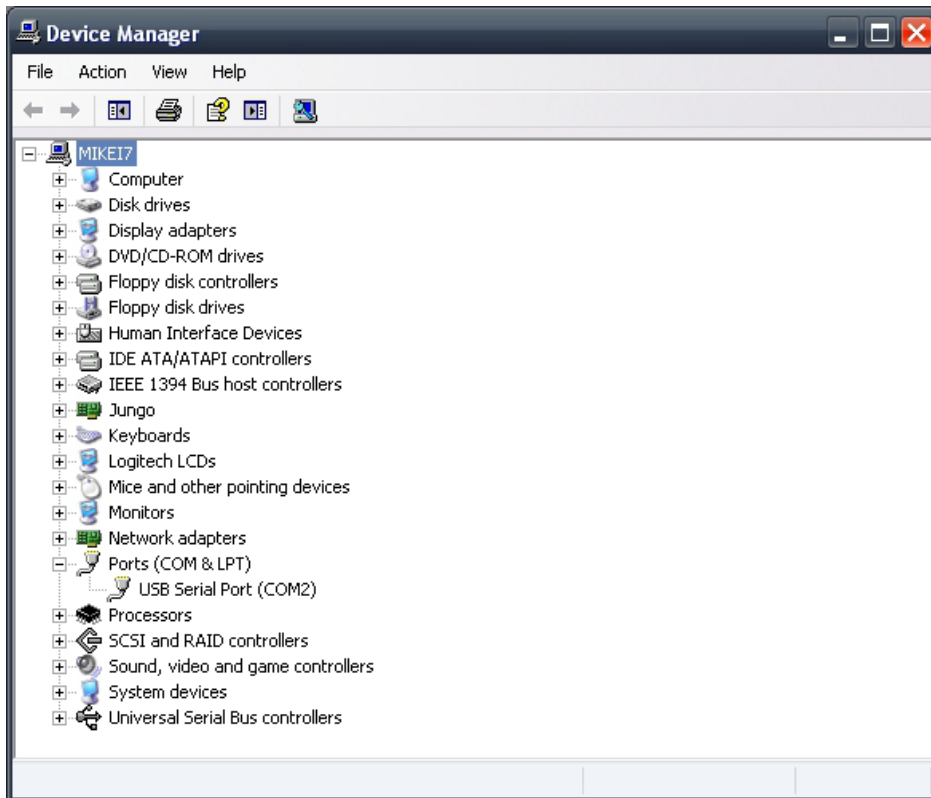 Device Manager
File Action View Help
MIKEI7
Computer
Disk drives
Display adapters
DVD/CD-ROM drives
Floppy disk controllers
Floppy disk drives
Human Interface Devices
IDE ATA/ATAPI controllers
IEEE 1394 Bus host controllers
Jungo
Keyboards
Logitech LCDs
Mice and other pointing devices
Monitors
Network adapters
Ports (COM & LPT)
USB Serial Port (COM2)
Processors
SCSI and RAID controllers
Sound, video and game controllers
System devices
Universal Serial Bus controllers